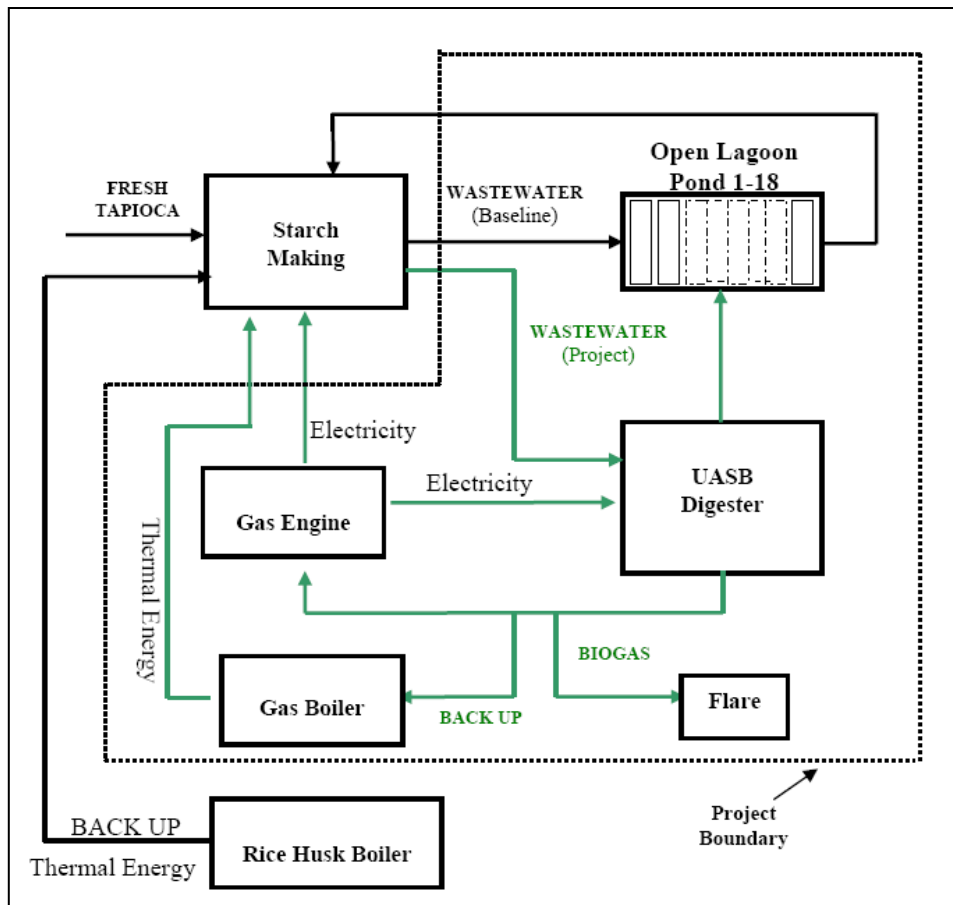 Open Lagoon
Pond 1-18
FRESH
TAPIOCA
WASTEWATER
(Baseline)
Starch
Making
WASTEWATER
(Project)
Electricity
Electricity
UASB
Digester
Gas Engine
Thermal Energy
BIOGAS
Gas Boiler
BACK UP
Flare
Project
Boundary
BACK UP
Thermal Energy
Rice Husk Boiler